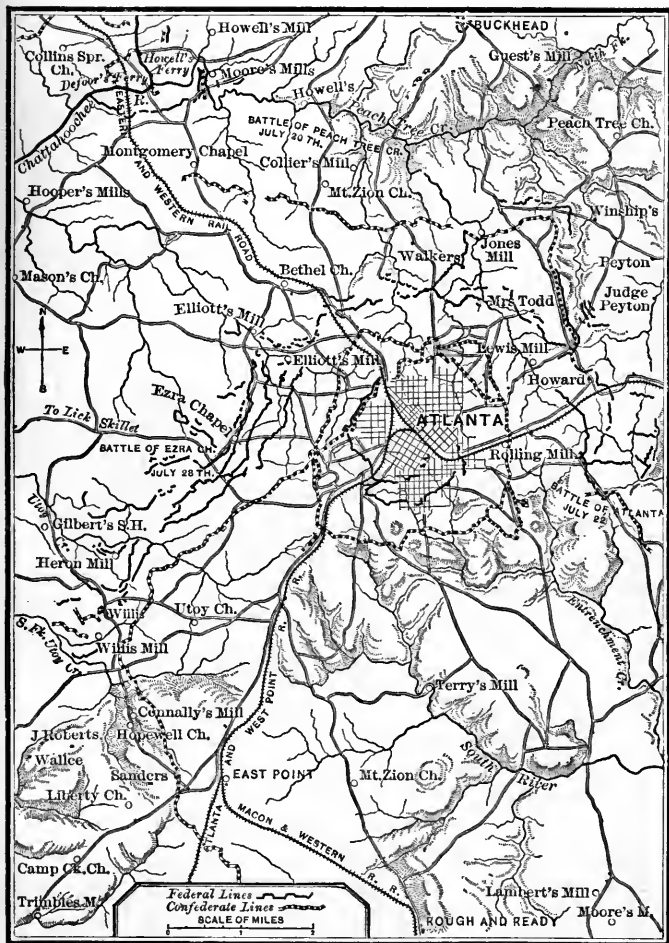 Howell's Mill
BUCKHEAD
Collins Spr.
Ch.
Howell's
Ferry
Guest's Mill
Defoor's Ferry
Moore's Mills
Howell's
Peach Tree Cr.
BATTLE OF PEACH TREE CR.
JULY 20 TH.
Peach Tree Ch.
Chattahoochee
R.
Montgomery Chapel
Collier's Mill
Mt. Zion Ch.
Hooper's Mills
WESTERN
AND WESTERN RAIL ROAD
Winship's
Walkers
Jones
Mill
Peyton
Mason's Ch.
Bethel Ch.
Judge
Peyton
Mrs Todd
Elliott's Mill
N
W E
S
Elliott's Mill
Lewis Mill
Howard
Ezra Chapel
ATLANTA
To Lick Skillet
BATTLE OF EZRA CH.
JULY 28 TH.
Rolling Mill
BATTLE OF ATLANTA
JULY 22
Utoy Cr.
Gilbert's S.H.
Heron Mill
Willis
Utoy Ch.
Intrenchment Cr.
S. Fk. Utoy Cr.
Willis Mill
Terry's Mill
Connally's Mill
J. Roberts.
Hopewell Ch.
Wallice
South River
Sanders
EAST POINT
Mt. Zion Ch.
Liberty Ch.
ATLANTA AND WEST POINT R. R.
MACON & WESTERN R. R.
Camp Ck. Ch.
Trimbles M.
Federal Lines
Confederate Lines
SCALE OF MILES
Lambert's Mill
Moore's M.
ROUGH AND READY